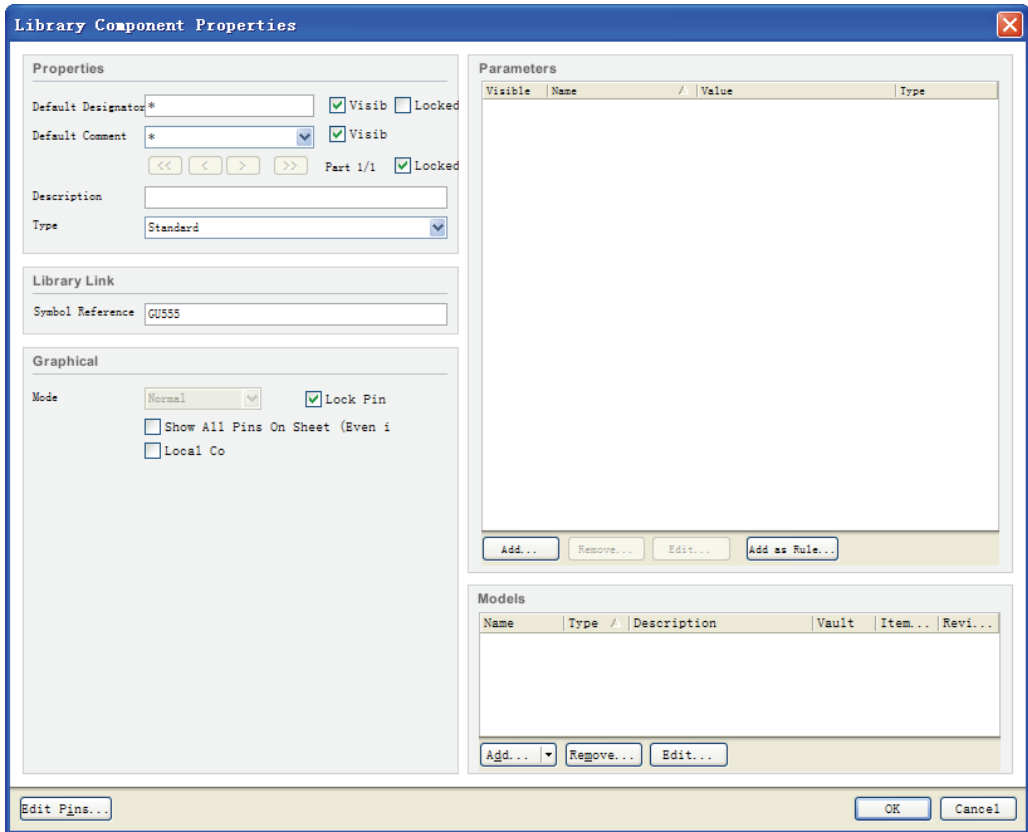 Library Component Properties
Properties
Default Designator * Visib Locked
Default Comment * Visib
<< < > >> Part 1/1 Locked
Description
Type Standard
Library Link
Symbol Reference GU555
Graphical
Mode Normal Lock Pin
Show All Pins On Sheet (Even i
Local Co
Parameters
Visible Name Value Type
Add... Remove... Edit... Add as Rule...
Models
Name Type Description Vault Item... Revi...
Add... Remove... Edit...
Edit Pins... OK Cancel